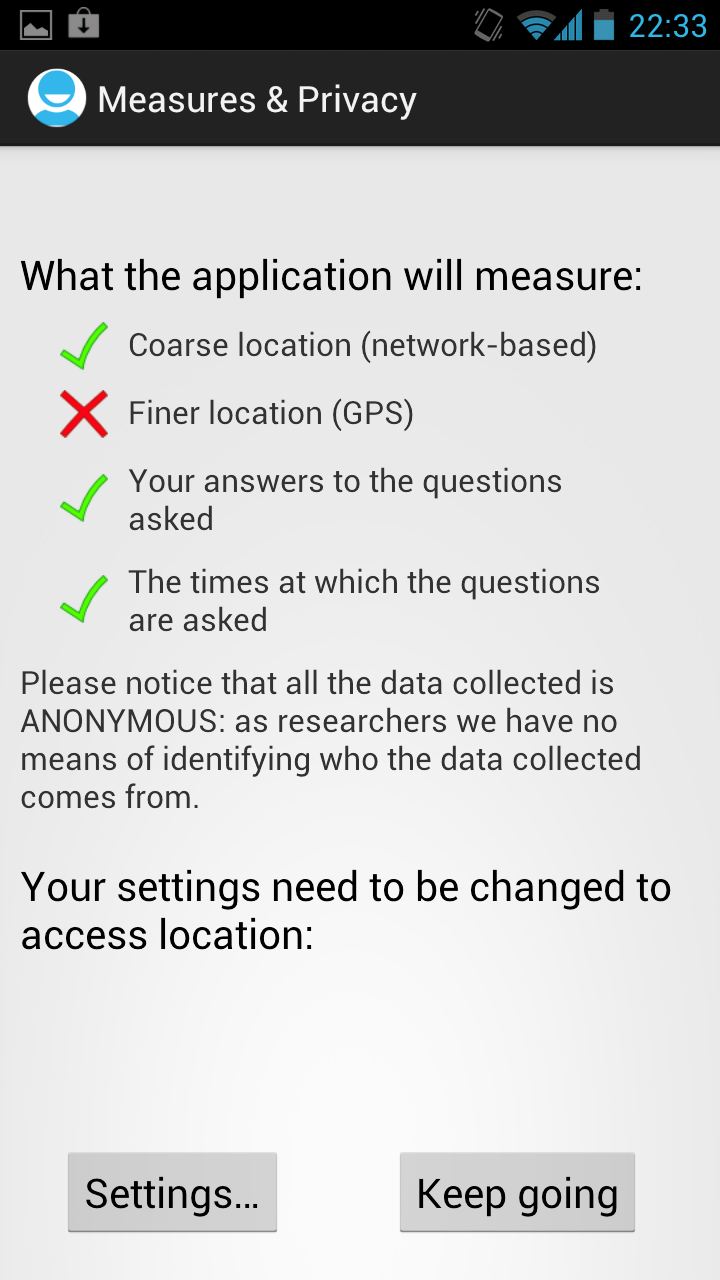 22:33
Measures & Privacy
What the application will measure:
Coarse location (network-based)
Finer location (GPS)
Your answers to the questions
asked
The times at which the questions
are asked
Please notice that all the data collected is
ANONYMOUS: as researchers we have no
means of identifying who the data collected
comes from.
Your settings need to be changed to
access location:
Settings...
Keep going